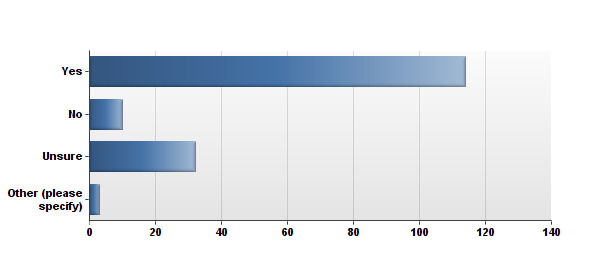 Yes
No
Unsure
Other (please
specify)
0 20 40 60 80 100 120 140